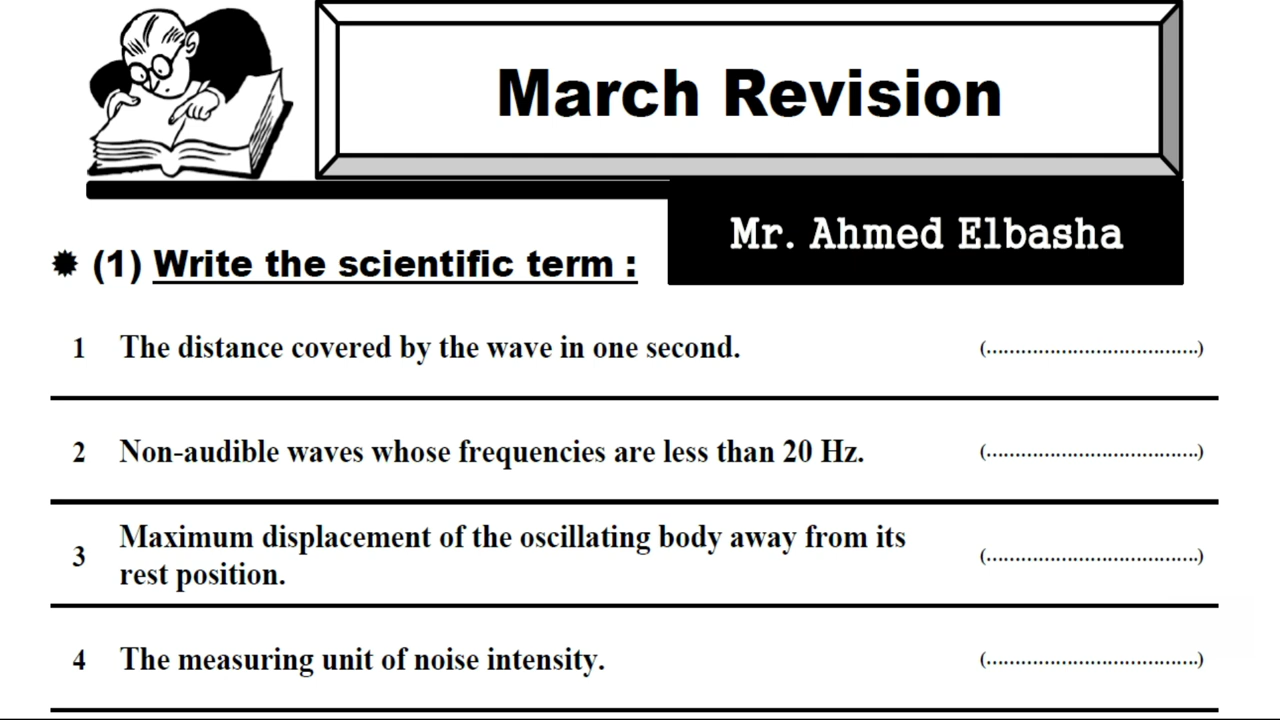 March Revision
Mr. Ahmed Elbasha
(1) Write the scientific term :
1 The distance covered by the wave in one second. (.....................................)
2 Non-audible waves whose frequencies are less than 20 Hz. (.....................................)
3 Maximum displacement of the oscillating body away from its
rest position. (.....................................)
4 The measuring unit of noise intensity. (.....................................)